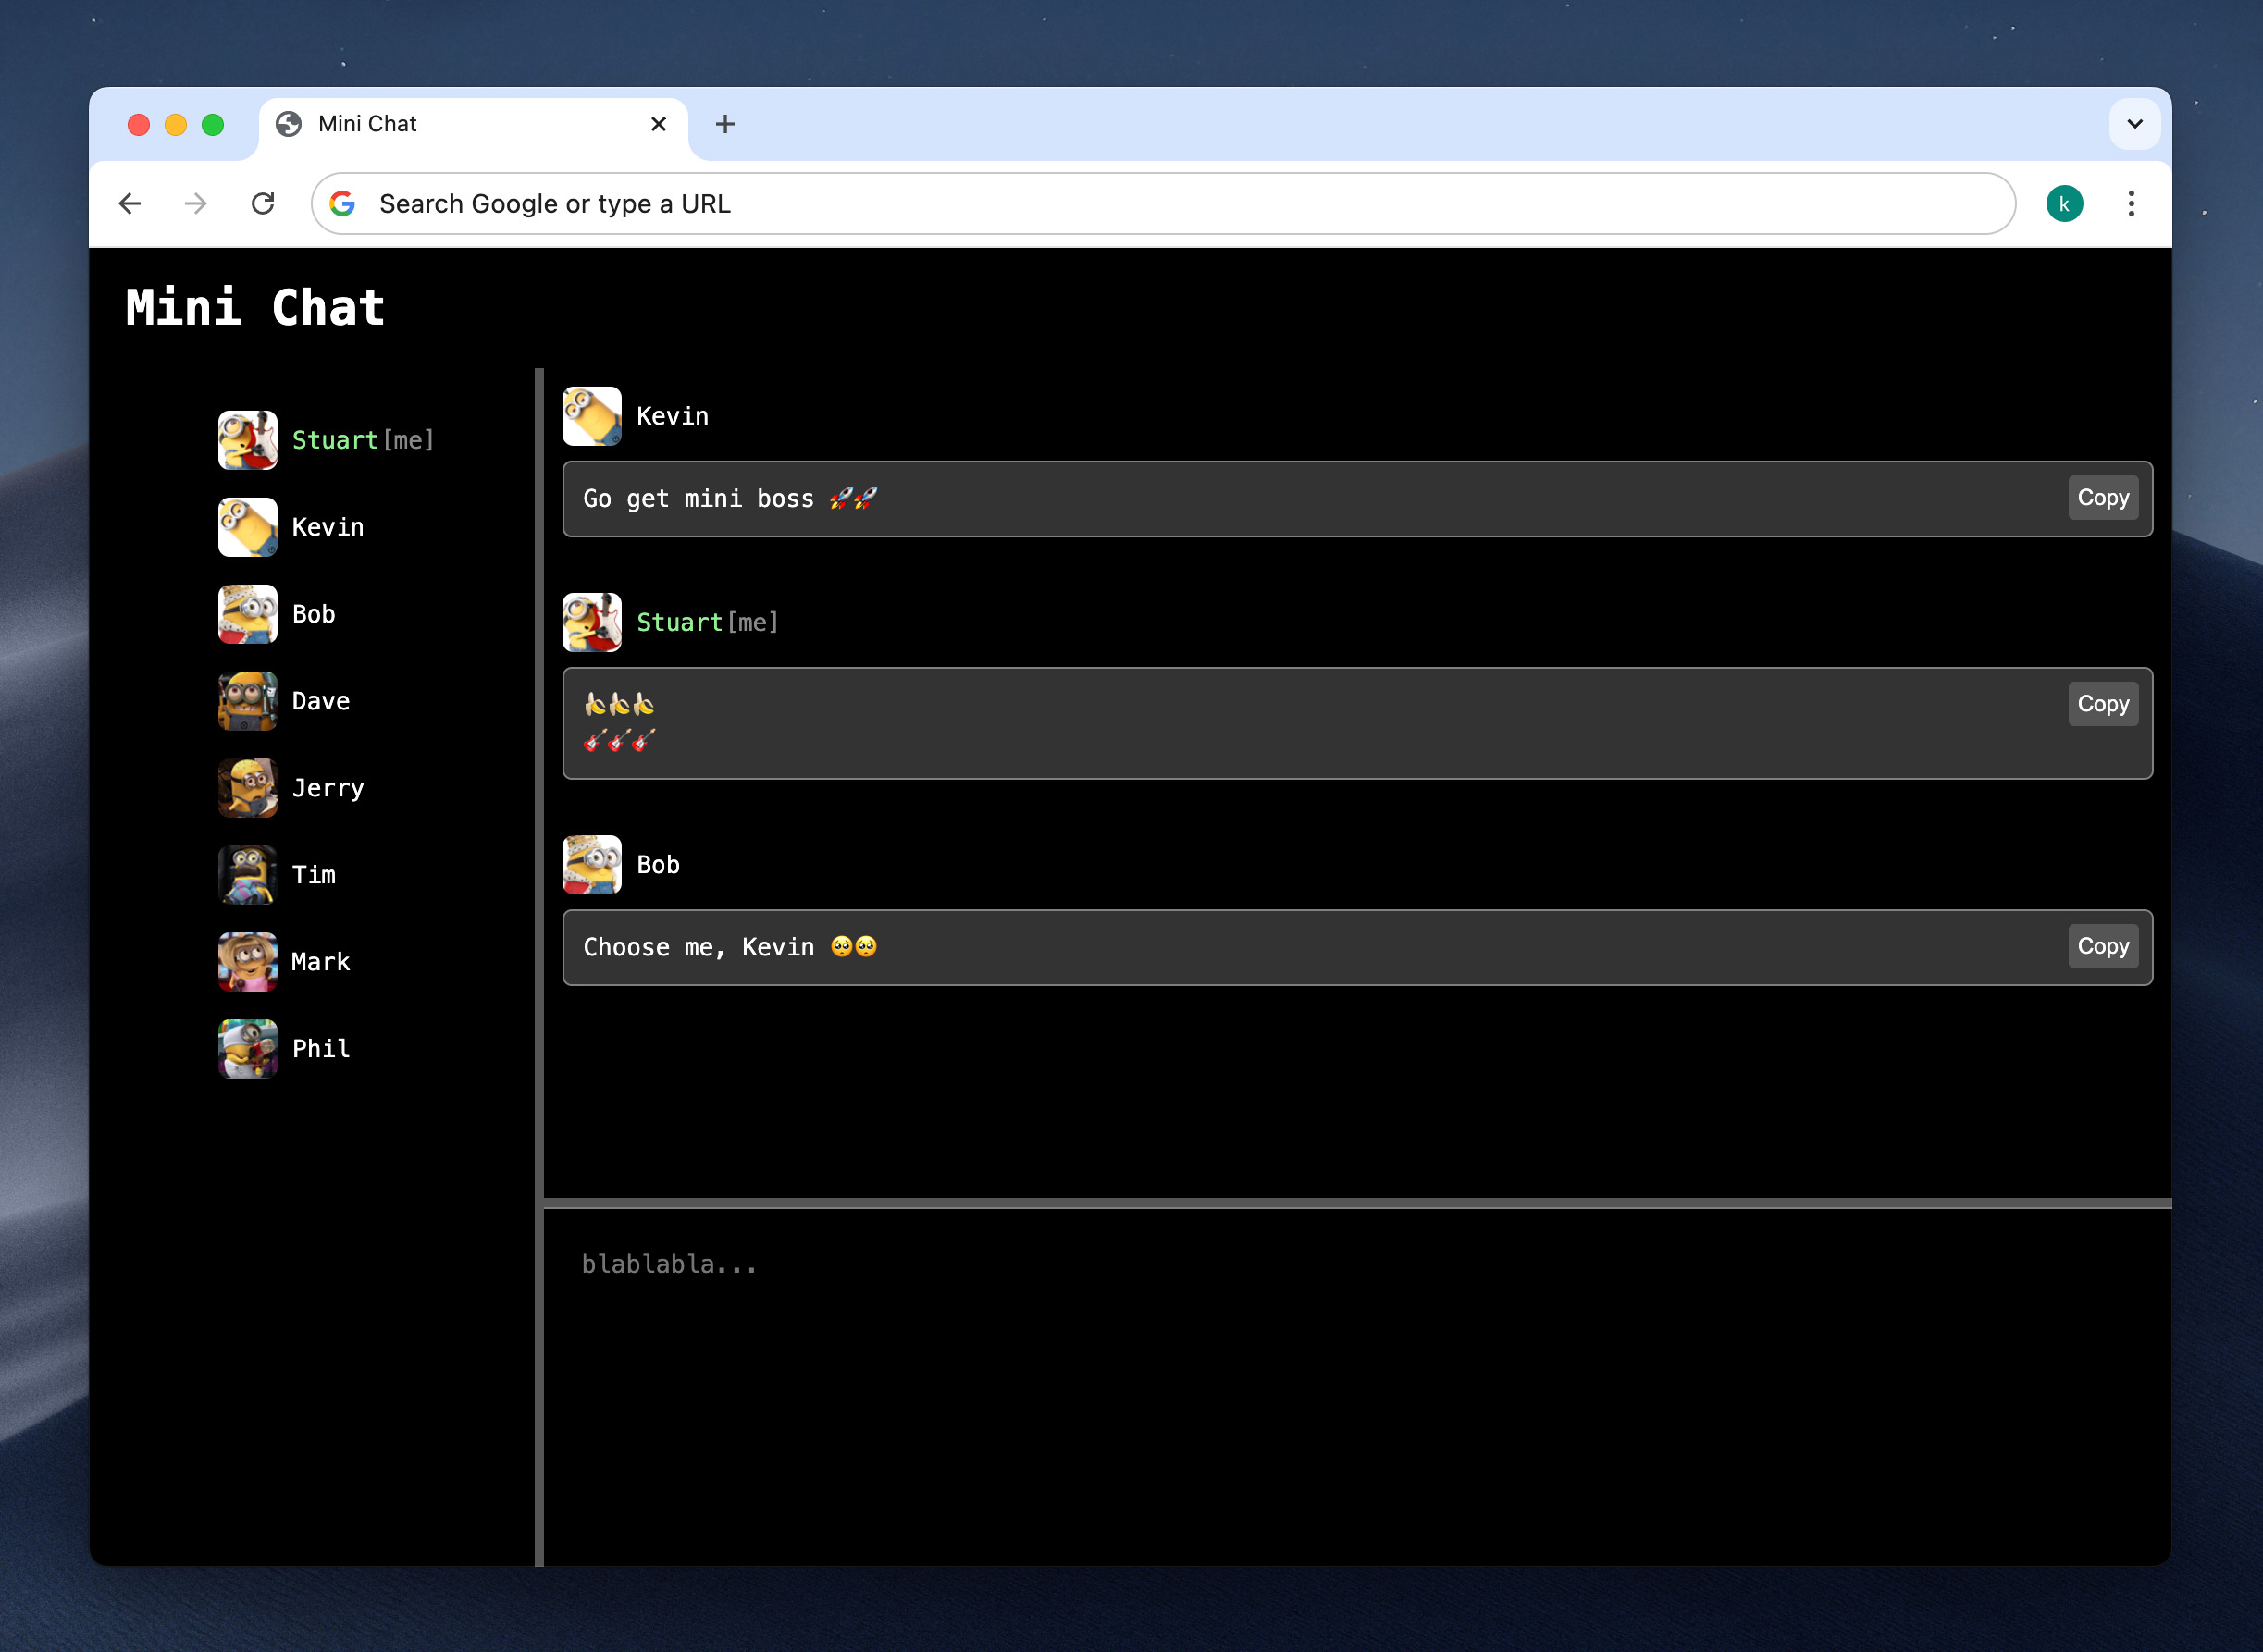 Mini Chat
Search Google or type a URL
k
Mini Chat
Stuart[me]
Kevin
Bob
Dave
Jerry
Tim
Mark
Phil
Kevin
Go get mini boss 🚀🚀
Copy
Stuart[me]
🍌🍌🍌
🎸🎸🎸
Copy
Bob
Choose me, Kevin 🥺🥺
Copy
blablabla...